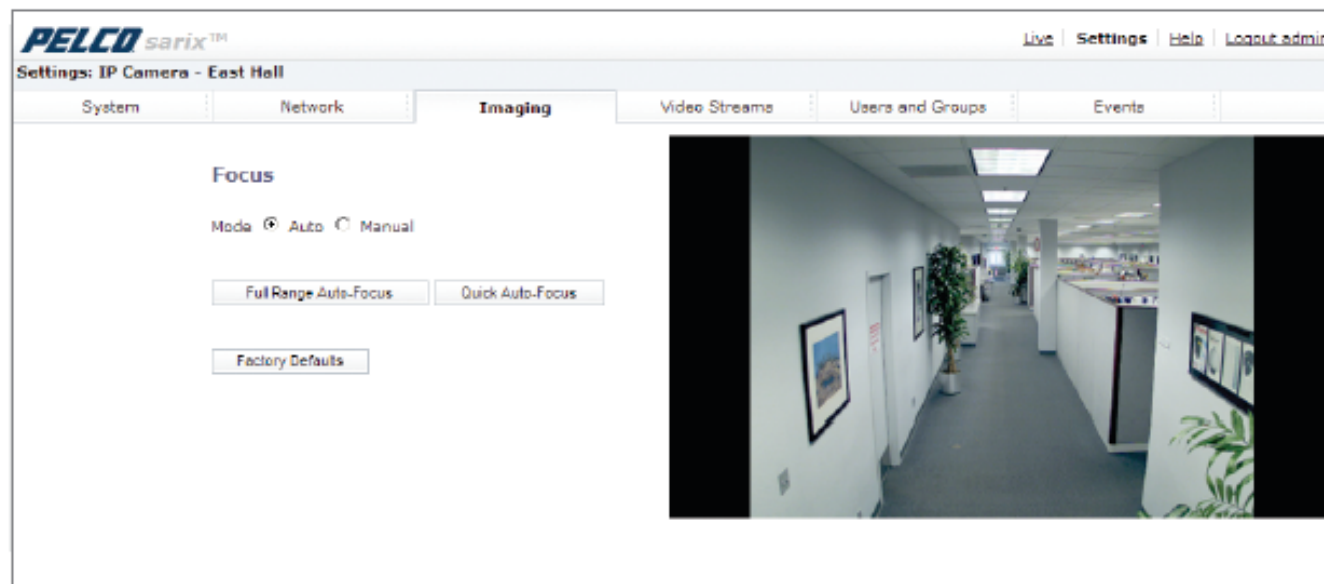 PELCO sarix™
Live | Settings | Help | Logout admin
Settings: IP Camera - East Hall
System Network Imaging Video Streams Users and Groups Events
Focus
Mode Auto Manual
Full Range Auto-Focus Quick Auto-Focus
Factory Defaults